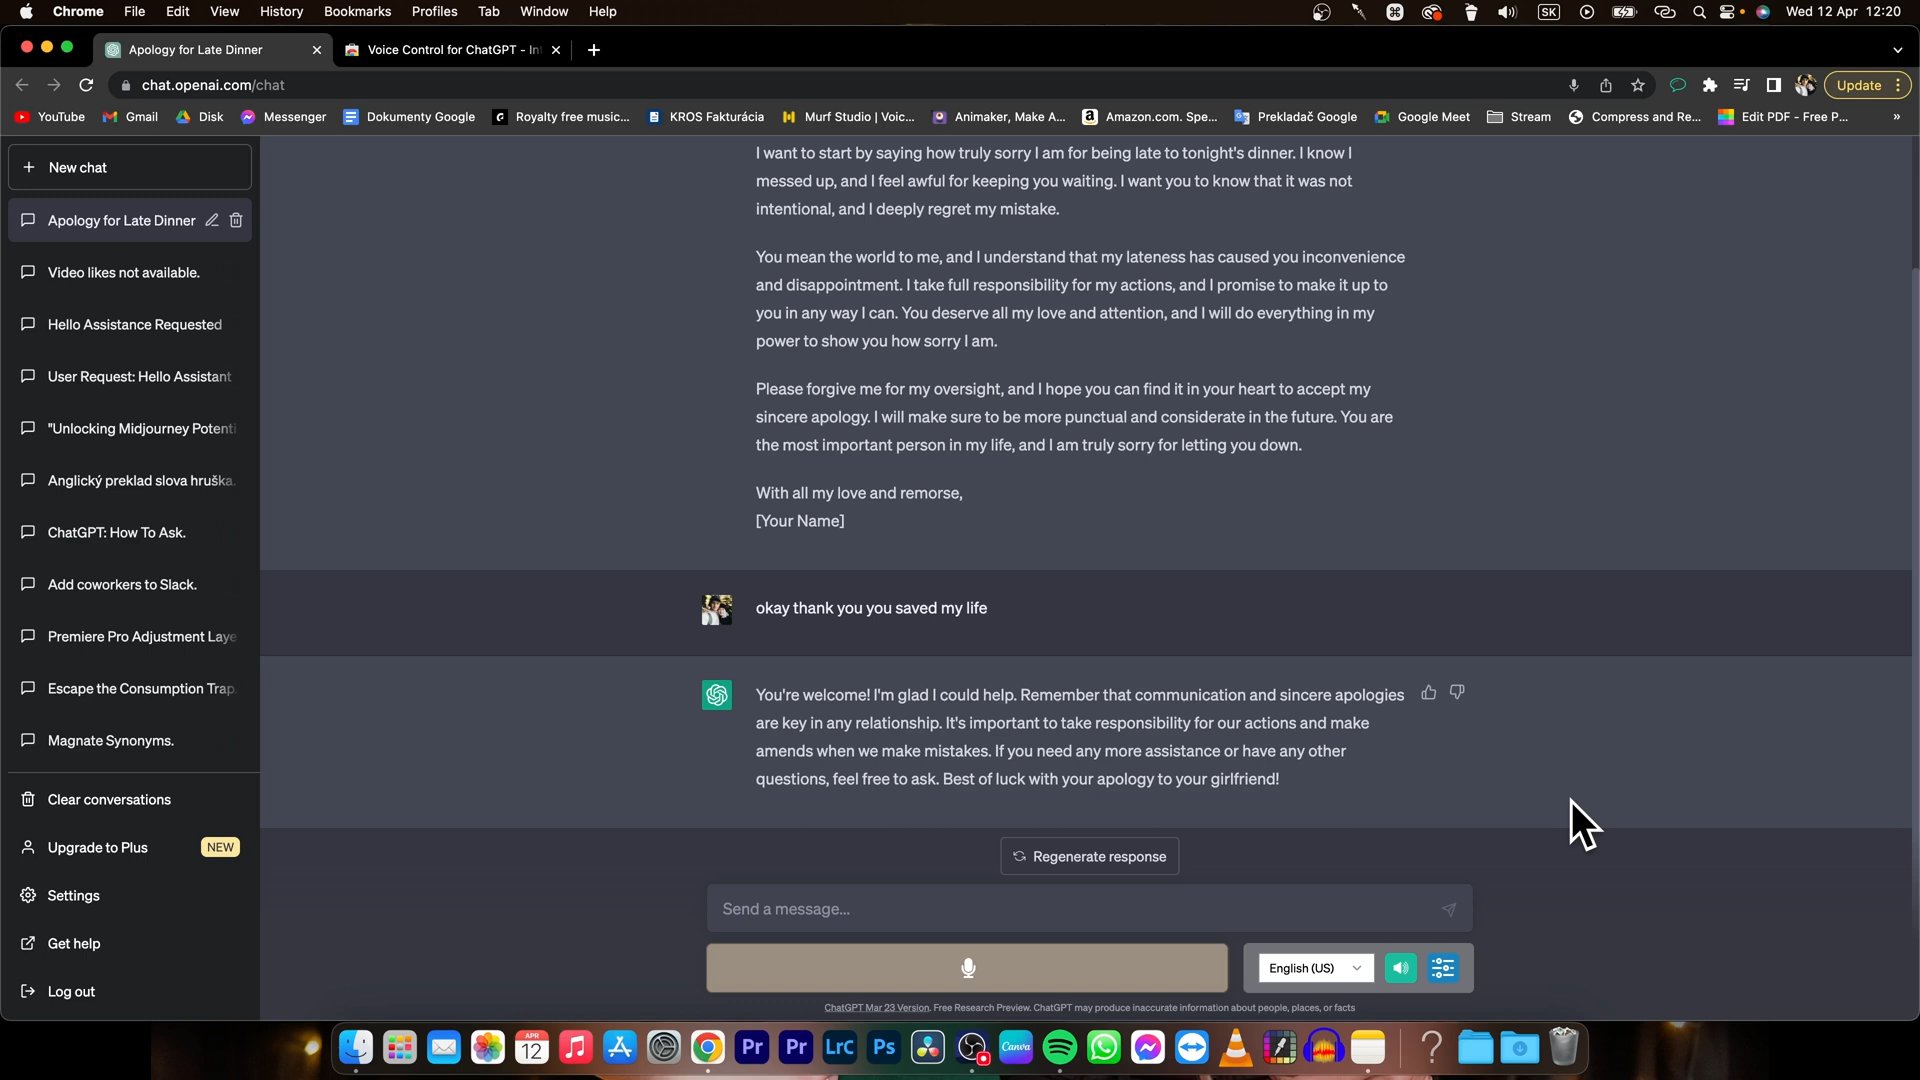 Chrome File Edit View History Bookmarks Profiles Tab Window Help SK Wed 12 Apr 12:20
Apology for Late Dinner Voice Control for ChatGPT - In
chat.openai.com/chat Update
YouTube Gmail Disk Messenger Dokumenty Google Royalty free music... KROS Fakturácia Murf Studio | Voic... Animaker, Make A... Amazon.com. Spe... Prekladač Google Google Meet Stream Compress and Re... Edit PDF - Free P... »
New chat
Apology for Late Dinner
Video likes not available.
Hello Assistance Requested
User Request: Hello Assistant
"Unlocking Midjourney Potenti
Anglický preklad slova hruška.
ChatGPT: How To Ask.
Add coworkers to Slack.
Premiere Pro Adjustment Laye
Escape the Consumption Trap.
Magnate Synonyms.
Clear conversations
Upgrade to Plus NEW
Settings
Get help
Log out
I want to start by saying how truly sorry I am for being late to tonight's dinner. I know I
messed up, and I feel awful for keeping you waiting. I want you to know that it was not
intentional, and I deeply regret my mistake.
You mean the world to me, and I understand that my lateness has caused you inconvenience
and disappointment. I take full responsibility for my actions, and I promise to make it up to
you in any way I can. You deserve all my love and attention, and I will do everything in my
power to show you how sorry I am.
Please forgive me for my oversight, and I hope you can find it in your heart to accept my
sincere apology. I will make sure to be more punctual and considerate in the future. You are
the most important person in my life, and I am truly sorry for letting you down.
With all my love and remorse,
[Your Name]
okay thank you you saved my life
You're welcome! I'm glad I could help. Remember that communication and sincere apologies
are key in any relationship. It's important to take responsibility for our actions and make
amends when we make mistakes. If you need any more assistance or have any other
questions, feel free to ask. Best of luck with your apology to your girlfriend!
Regenerate response
Send a message...
English (US)
ChatGPT Mar 23 Version. Free Research Preview. ChatGPT may produce inaccurate information about people, places, or facts
APR
12
Pr Pr LrC Ps Canva